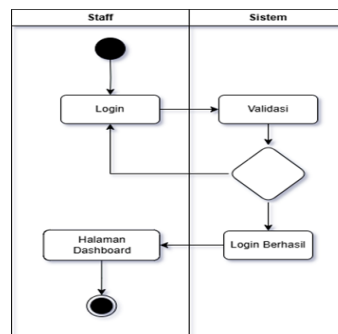 Staff
Sistem
Login
Validasi
Login Berhasil
Halaman
Dashboard